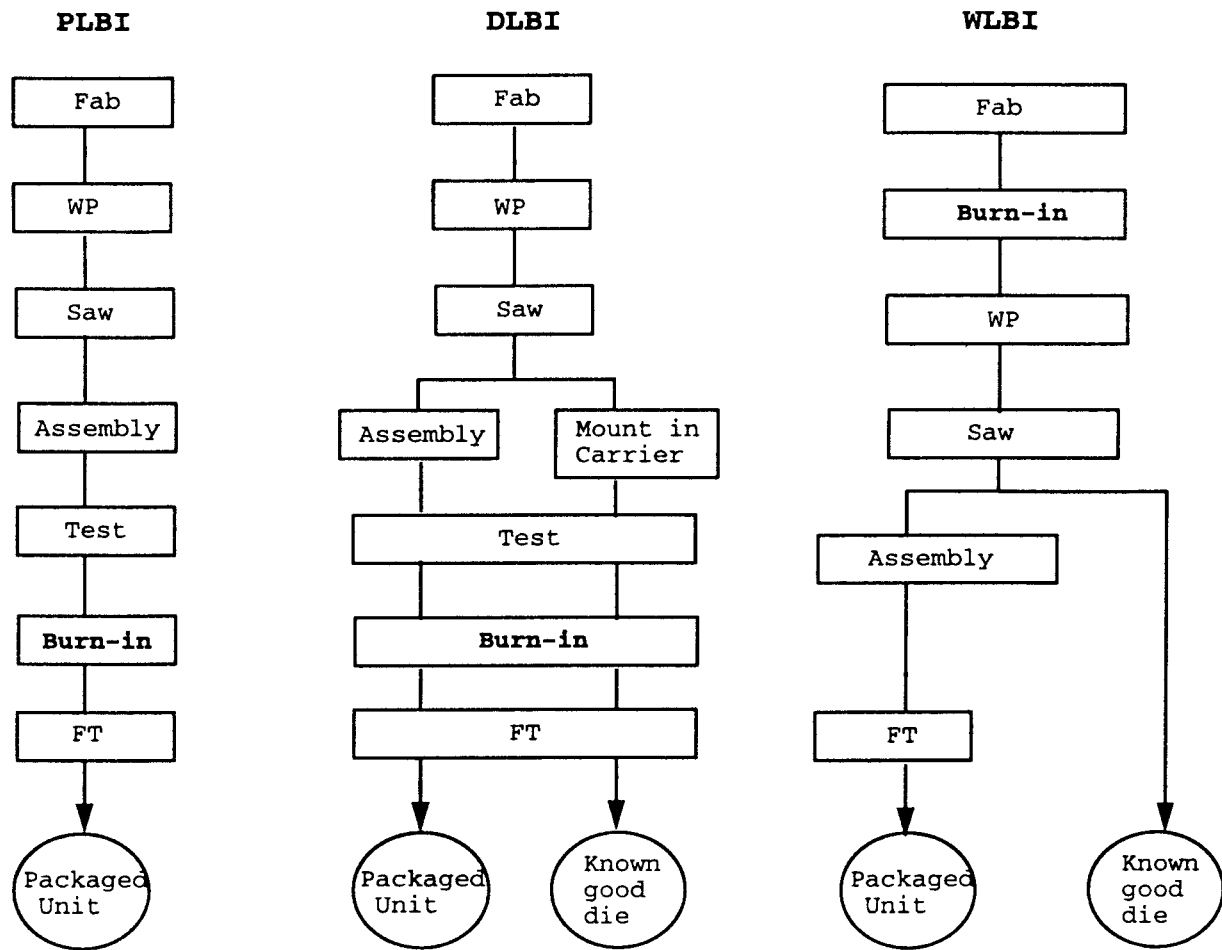 PLBI
Fab
WP
Saw
Assembly
Test
Burn-in
FT
Packaged
Unit
DLBI
Fab
WP
Saw
Assembly
Mount in
Carrier
Test
Burn-in
FT
Packaged
Unit
Known
good
die
WLBI
Fab
Burn-in
WP
Saw
Assembly
FT
Packaged
Unit
Known
good
die